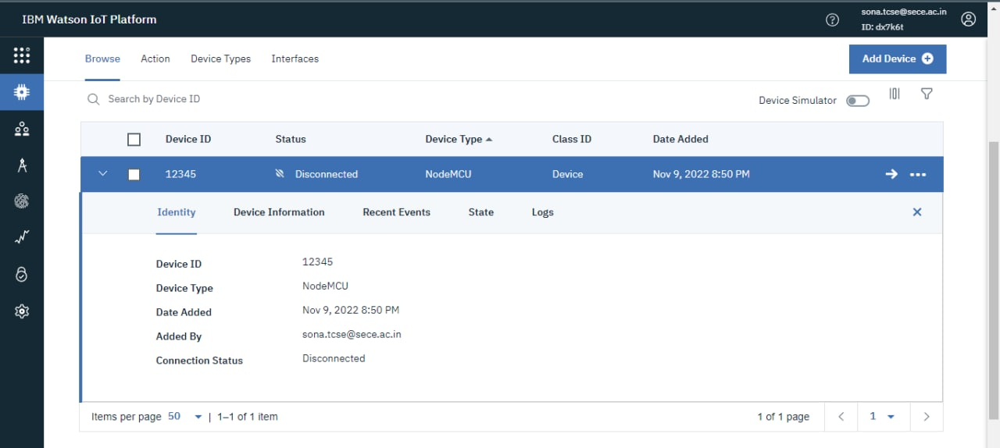 IBM Watson IoT Platform
sona.tcse@sece.ac.in
ID: dx7k6t
Browse Action Device Types Interfaces
Add Device
Search by Device ID
Device Simulator
Device ID Status Device Type Class ID Date Added
12345 Disconnected NodeMCU Device Nov 9, 2022 8:50 PM
Identity Device Information Recent Events State Logs
Device ID 12345
Device Type NodeMCU
Date Added Nov 9, 2022 8:50 PM
Added By sona.tcse@sece.ac.in
Connection Status Disconnected
Items per page 50 | 1–1 of 1 item 1 of 1 page 1